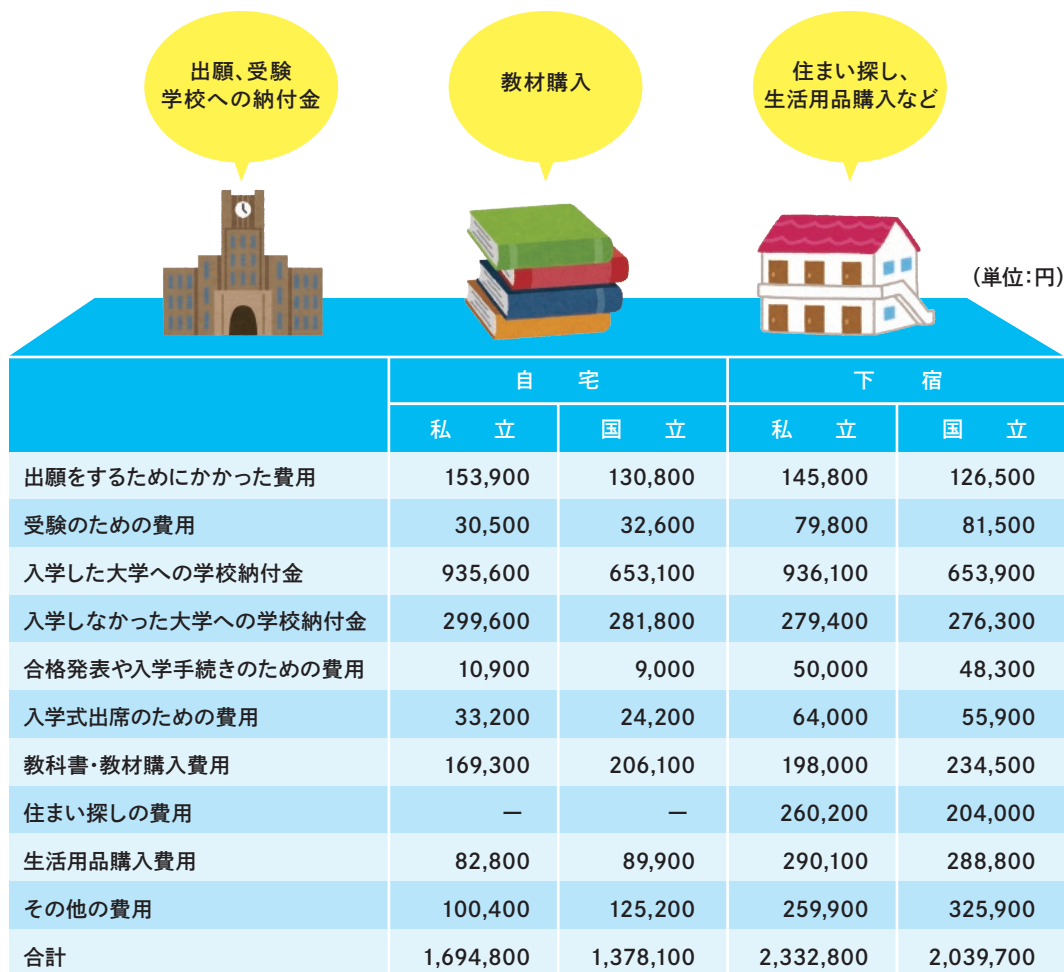 出願、受験
学校への納付金
教材購入
住まい探し、
生活用品購入など
(単位:円)
自 宅 下 宿
私 立 国 立 私 立 国 立
出願をするためにかかった費用 153,900 130,800 145,800 126,500
受験のための費用 30,500 32,600 79,800 81,500
入学した大学への学校納付金 935,600 653,100 936,100 653,900
入学しなかった大学への学校納付金 299,600 281,800 279,400 276,300
合格発表や入学手続きのための費用 10,900 9,000 50,000 48,300
入学式出席のための費用 33,200 24,200 64,000 55,900
教科書・教材購入費用 169,300 206,100 198,000 234,500
住まい探しの費用 — — 260,200 204,000
生活用品購入費用 82,800 89,900 290,100 288,800
その他の費用 100,400 125,200 259,900 325,900
合計 1,694,800 1,378,100 2,332,800 2,039,700